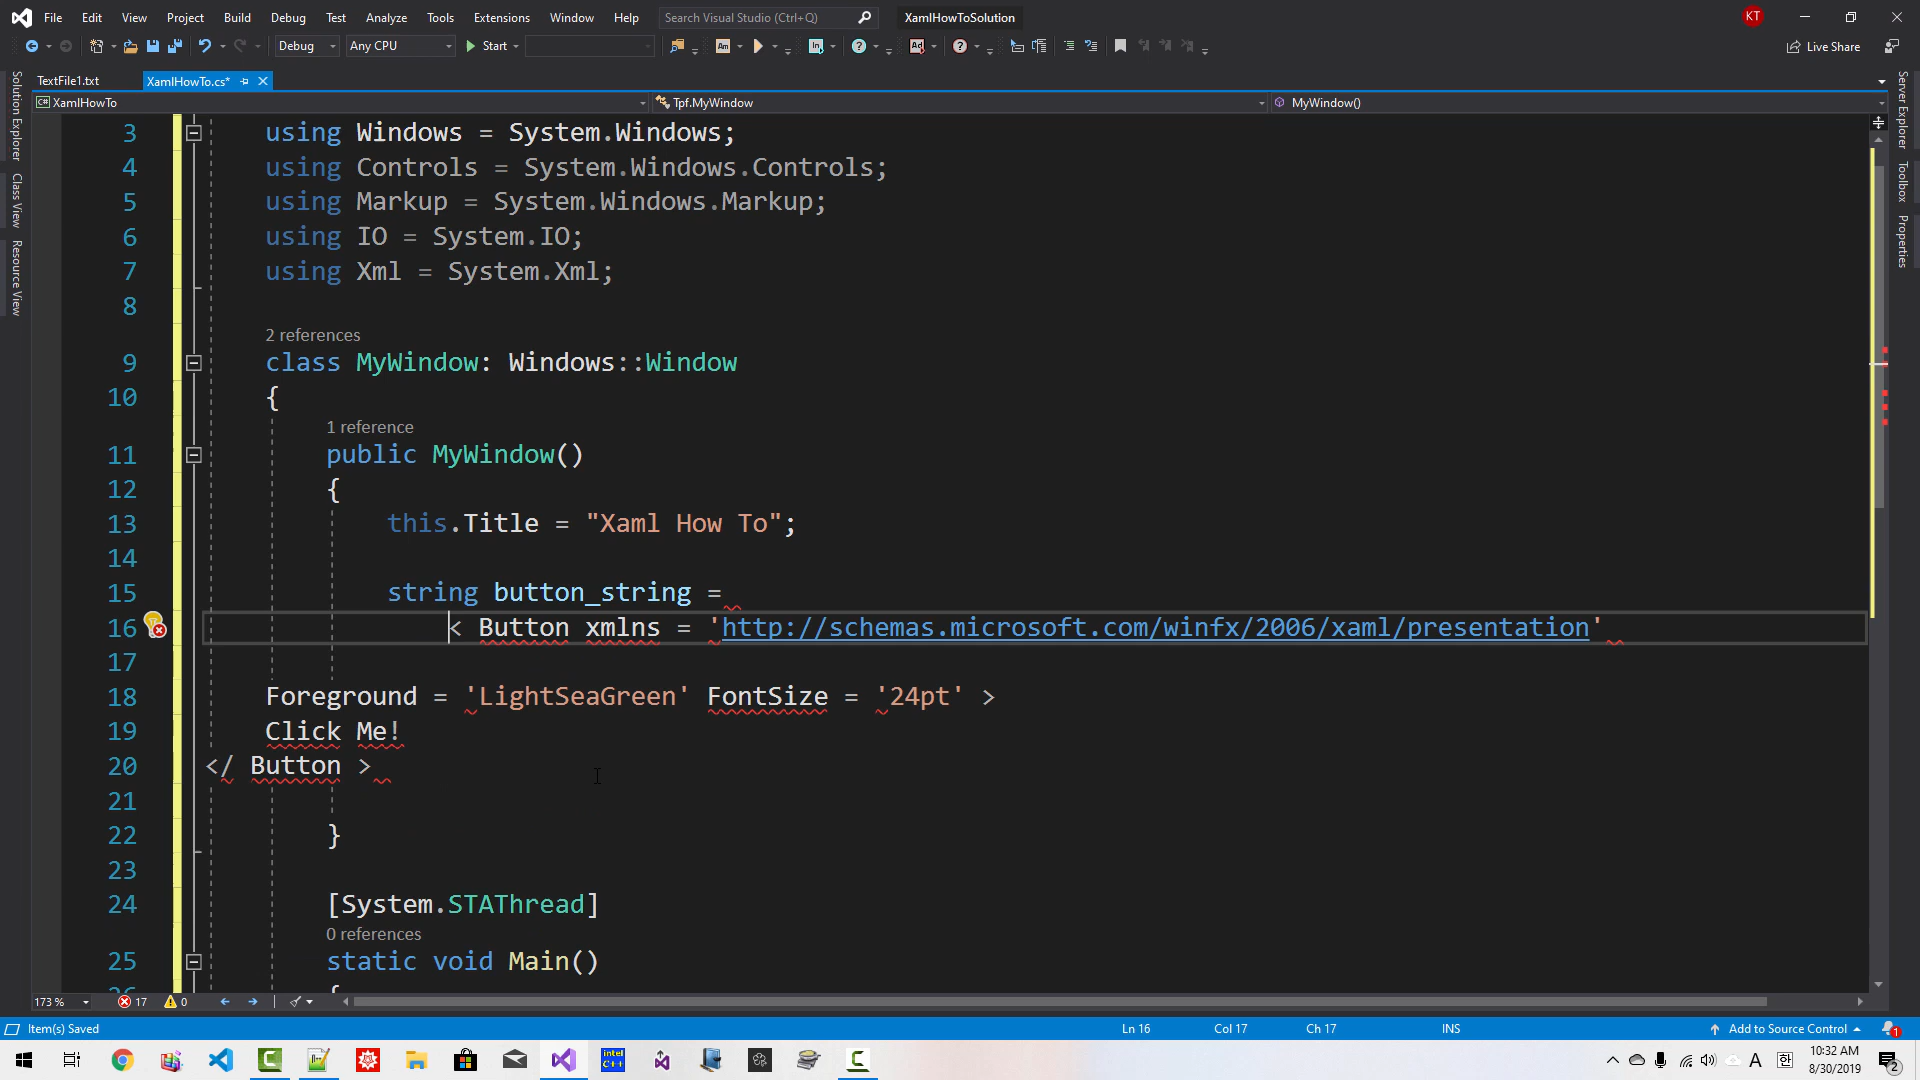 File Edit View Project Build Debug Test Analyze Tools Extensions Window Help Search Visual Studio (Ctrl+Q) XamlHowToSolution KT
Debug Any CPU Start Live Share
TextFile1.txt XamlHowTo.cs*
XamlHowTo Tpf.MyWindow MyWindow()
Solution Explorer
Class View
Resource View
Server Explorer
Toolbox
Properties
3 using Windows = System.Windows;
4 using Controls = System.Windows.Controls;
5 using Markup = System.Windows.Markup;
6 using IO = System.IO;
7 using Xml = System.Xml;
8
2 references
9 class MyWindow: Windows::Window
10 {
1 reference
11 public MyWindow()
12 {
13 this.Title = "Xaml How To";
14
15 string button_string =
16 < Button xmlns = 'http://schemas.microsoft.com/winfx/2006/xaml/presentation'
17
18 Foreground = 'LightSeaGreen' FontSize = '24pt' >
19 Click Me!
20 </ Button >
21
22 }
23
24 [System.STAThread]
0 references
25 static void Main()
26 {
173 % 17 0
Item(s) Saved Ln 16 Col 17 Ch 17 INS Add to Source Control 1
intel C++ A 한 10:32 AM
8/30/2019 2